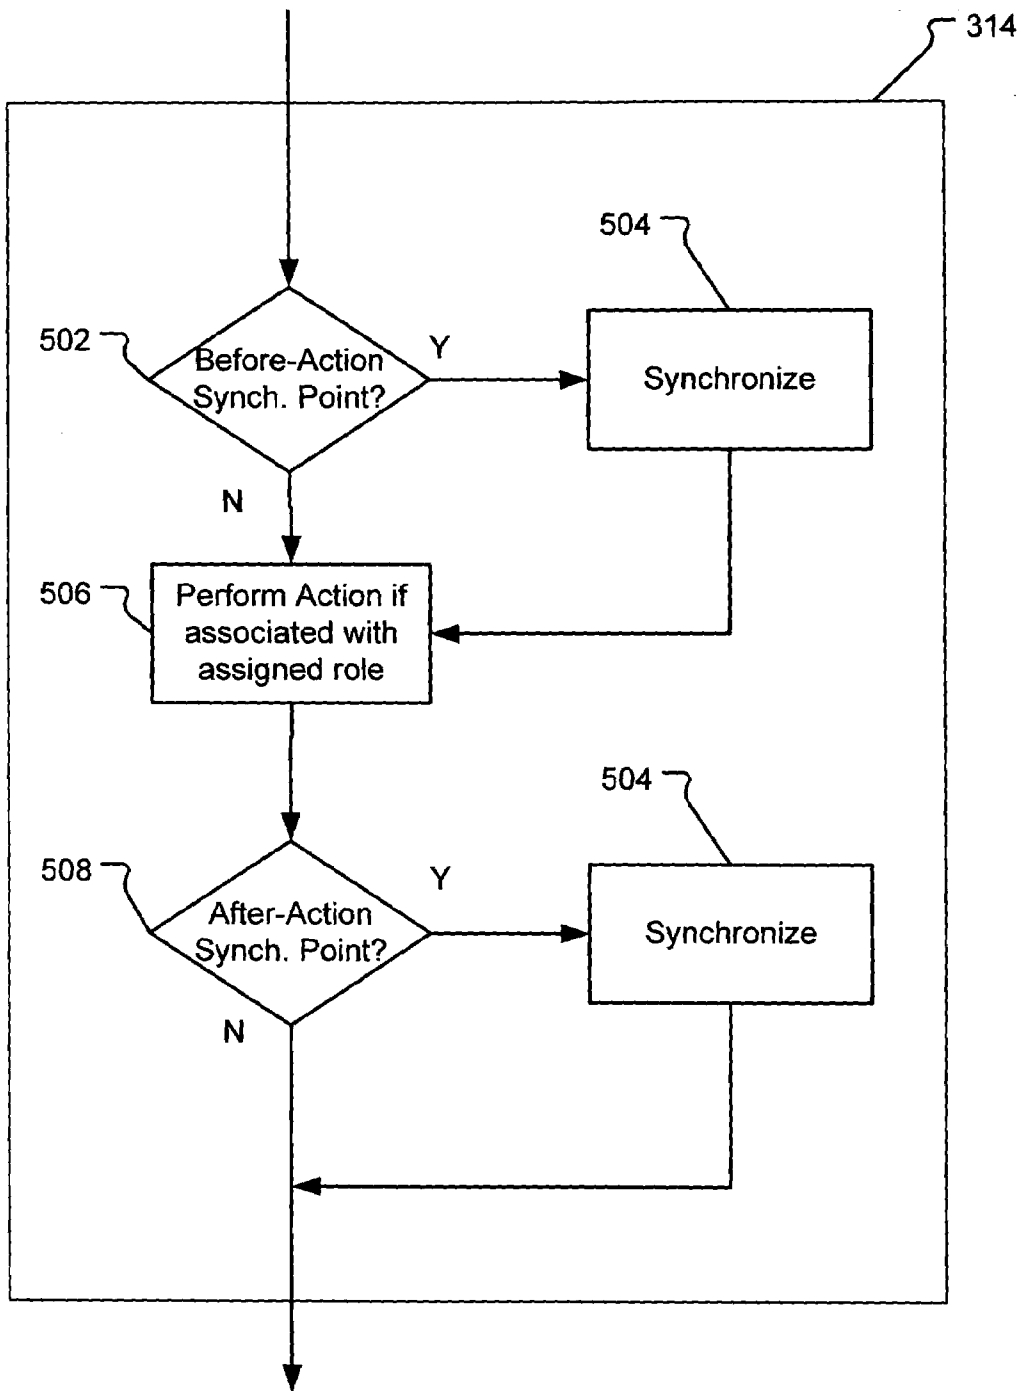 314
504
502
Before-Action
Synch. Point?
Y
Synchronize
N
506
Perform Action if
associated with
assigned role
504
508
After-Action
Synch. Point?
Y
Synchronize
N